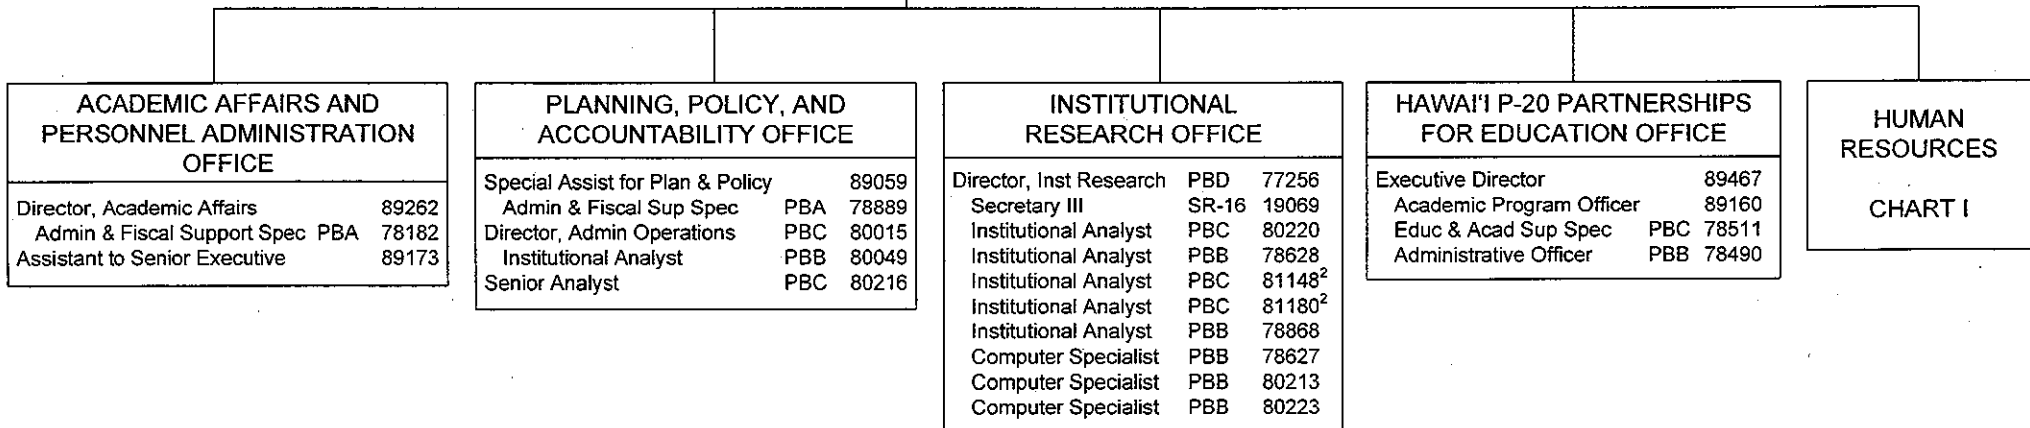 ACADEMIC AFFAIRS AND
PERSONNEL ADMINISTRATION
OFFICE
Director, Academic Affairs 89262
Admin & Fiscal Support Spec PBA 78182
Assistant to Senior Executive 89173
PLANNING, POLICY, AND
ACCOUNTABILITY OFFICE
Special Assist for Plan & Policy 89059
Admin & Fiscal Sup Spec PBA 78889
Director, Admin Operations PBC 80015
Institutional Analyst PBB 80049
Senior Analyst PBC 80216
INSTITUTIONAL
RESEARCH OFFICE
Director, Inst Research PBD 77256
Secretary III SR-16 19069
Institutional Analyst PBC 80220
Institutional Analyst PBB 78628
Institutional Analyst PBC 81148²
Institutional Analyst PBC 81180²
Institutional Analyst PBB 78868
Computer Specialist PBB 78627
Computer Specialist PBB 80213
Computer Specialist PBB 80223
HAWAI'I P-20 PARTNERSHIPS
FOR EDUCATION OFFICE
Executive Director 89467
Academic Program Officer 89160
Educ & Acad Sup Spec PBC 78511
Administrative Officer PBB 78490
HUMAN
RESOURCES
CHART I